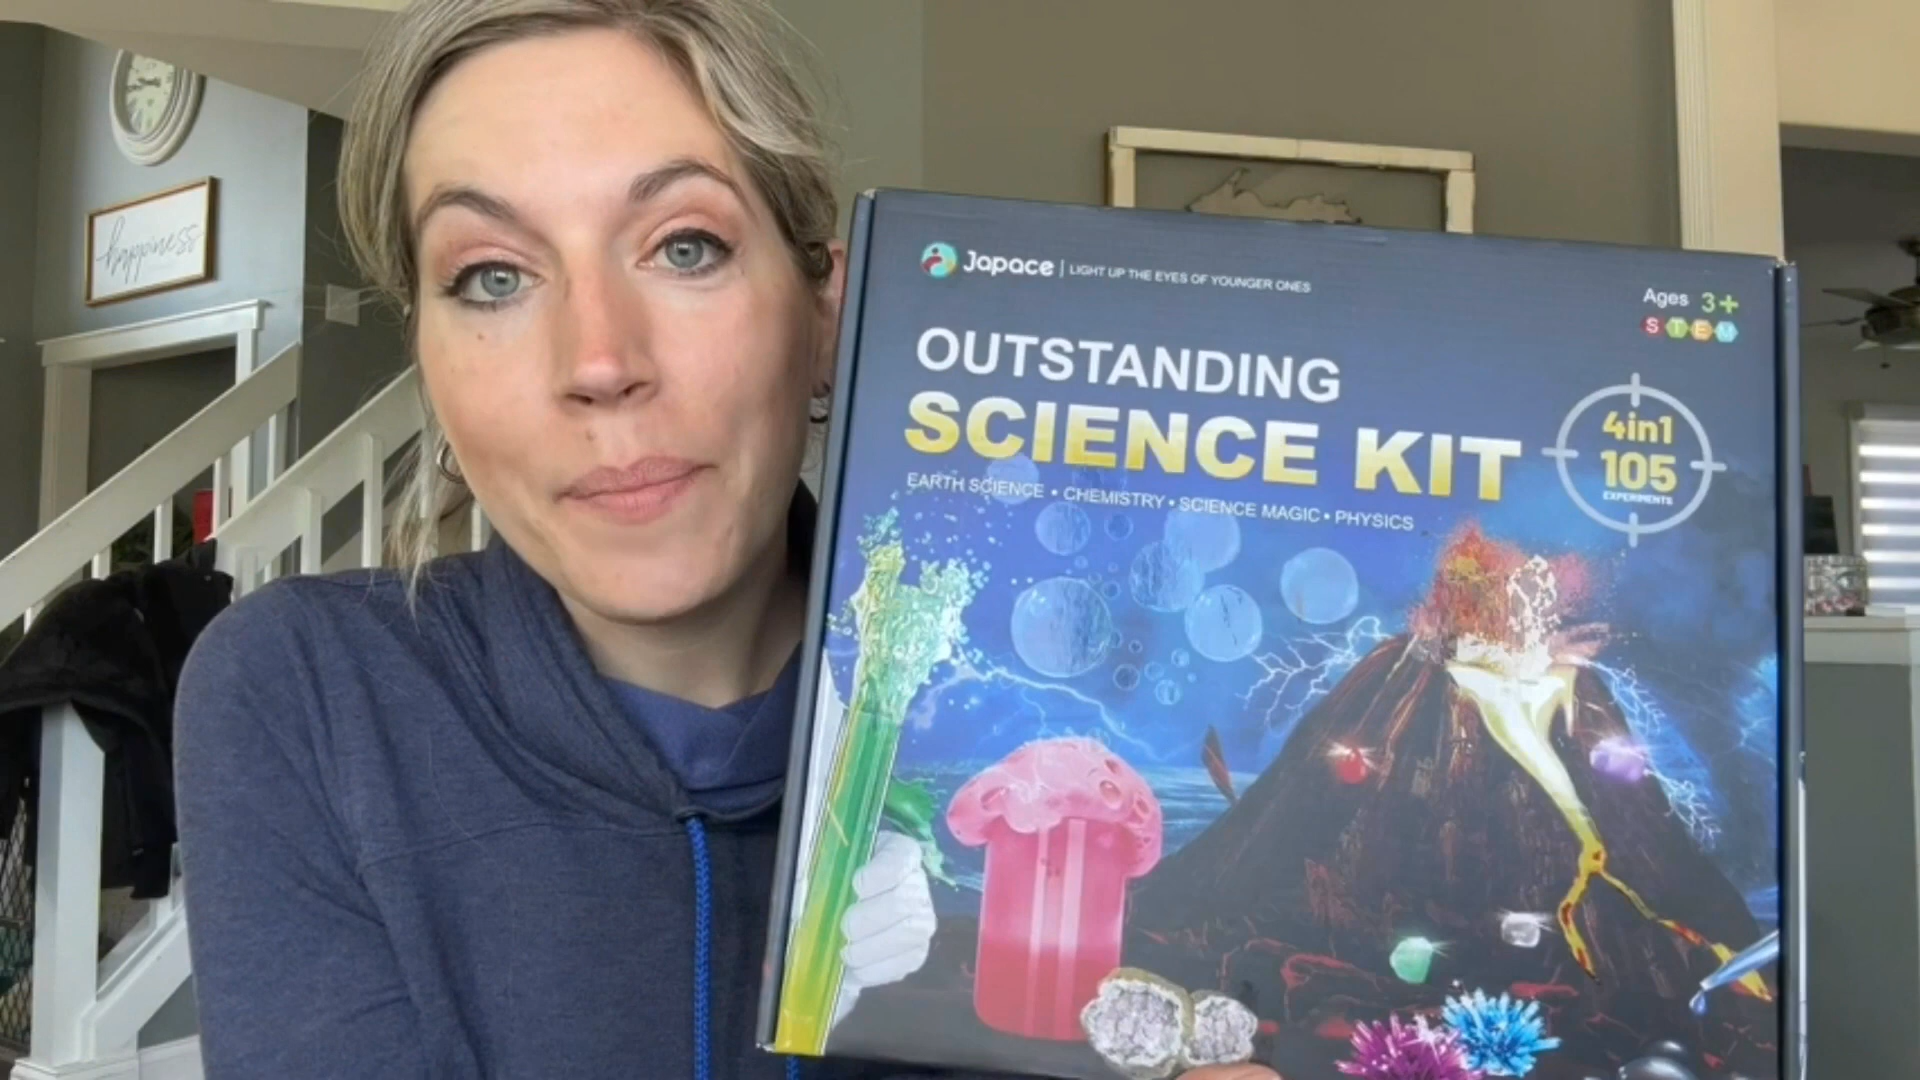 happiness
Japace | LIGHT UP THE EYES OF YOUNGER ONES
Ages 3+
STEM
OUTSTANDING
SCIENCE KIT
EARTH SCIENCE • CHEMISTRY • SCIENCE MAGIC • PHYSICS
4in1
105
EXPERIMENTS